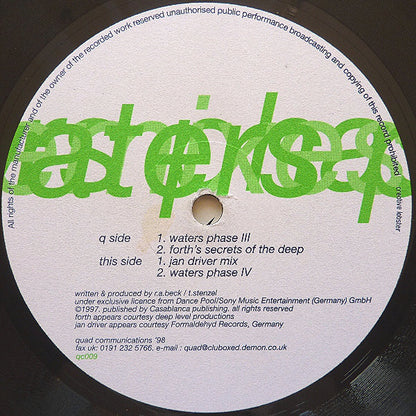 All rights of the manufacturer and of the owner of the recorded work reserved unauthorised public performance broadcasting and copying of this record prohibited
creative lobster
q side 1. waters phase III
2. forth's secrets of the deep
this side 1. jan driver mix
2. waters phase IV
written & produced by r.a.beck / t.stenzel
under exclusive licence from Dance Pool/Sony Music Entertainment (Germany) GmbH
©1997. published by Casablanca publishing. all rights reserved
forth appears courtesy deep level productions
jan driver appears courtesy Formaldehyd Records, Germany
quad communications '98
fax uk: 0191 232 5766. e-mail : quad@cluboxed.demon.co.uk
qc009